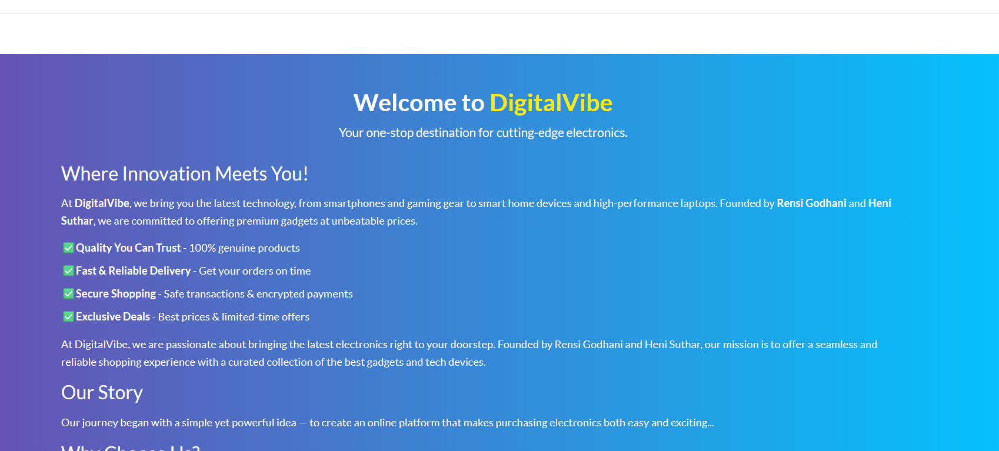 Welcome to DigitalVibe
Your one-stop destination for cutting-edge electronics.
Where Innovation Meets You!
At DigitalVibe, we bring you the latest technology, from smartphones and gaming gear to smart home devices and high-performance laptops. Founded by Rensi Godhani and Heni
Suthar, we are committed to offering premium gadgets at unbeatable prices.
✅ Quality You Can Trust - 100% genuine products
✅ Fast & Reliable Delivery - Get your orders on time
✅ Secure Shopping - Safe transactions & encrypted payments
✅ Exclusive Deals - Best prices & limited-time offers
At DigitalVibe, we are passionate about bringing the latest electronics right to your doorstep. Founded by Rensi Godhani and Heni Suthar, our mission is to offer a seamless and
reliable shopping experience with a curated collection of the best gadgets and tech devices.
Our Story
Our journey began with a simple yet powerful idea — to create an online platform that makes purchasing electronics both easy and exciting...
Why Choose Us?